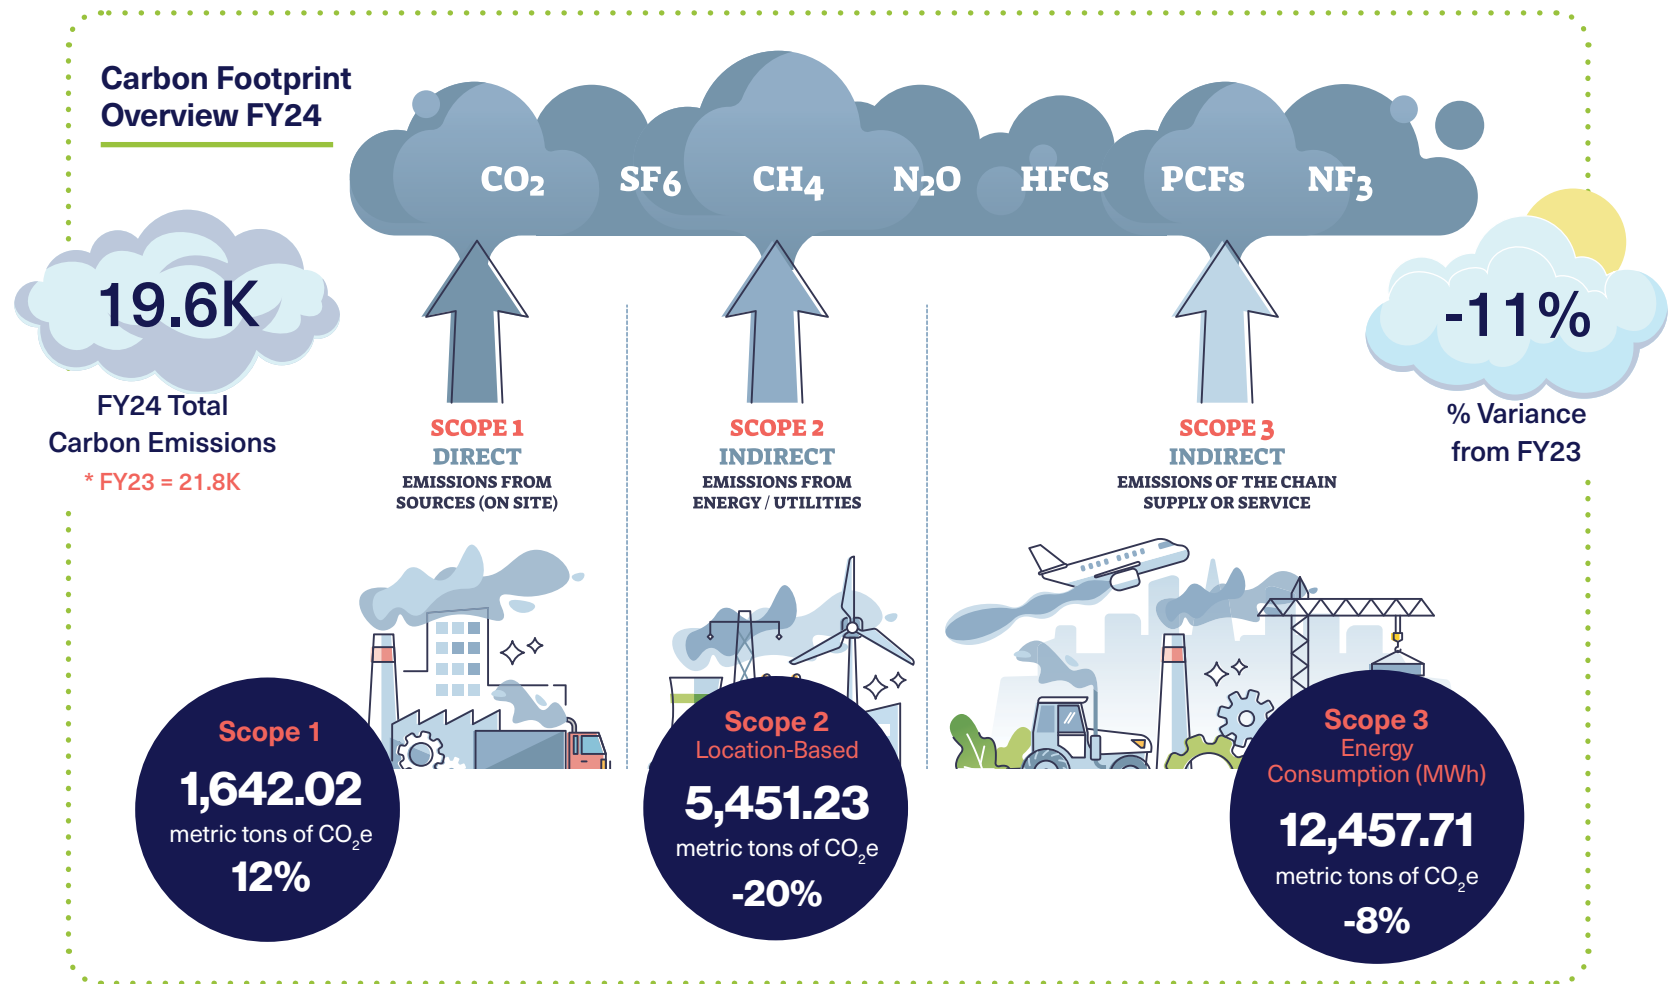 Carbon Footprint
Overview FY24
CO₂ SF₆ CH₄ N₂O HFCs PCFs NF₃
19.6K
FY24 Total
Carbon Emissions
* FY23 = 21.8K
-11%
% Variance
from FY23
SCOPE 1
DIRECT
EMISSIONS FROM
SOURCES (ON SITE)
SCOPE 2
INDIRECT
EMISSIONS FROM
ENERGY / UTILITIES
SCOPE 3
INDIRECT
EMISSIONS OF THE CHAIN
SUPPLY OR SERVICE
Scope 1
1,642.02
metric tons of CO₂e
12%
Scope 2
Location-Based
5,451.23
metric tons of CO₂e
-20%
Scope 3
Energy
Consumption (MWh)
12,457.71
metric tons of CO₂e
-8%